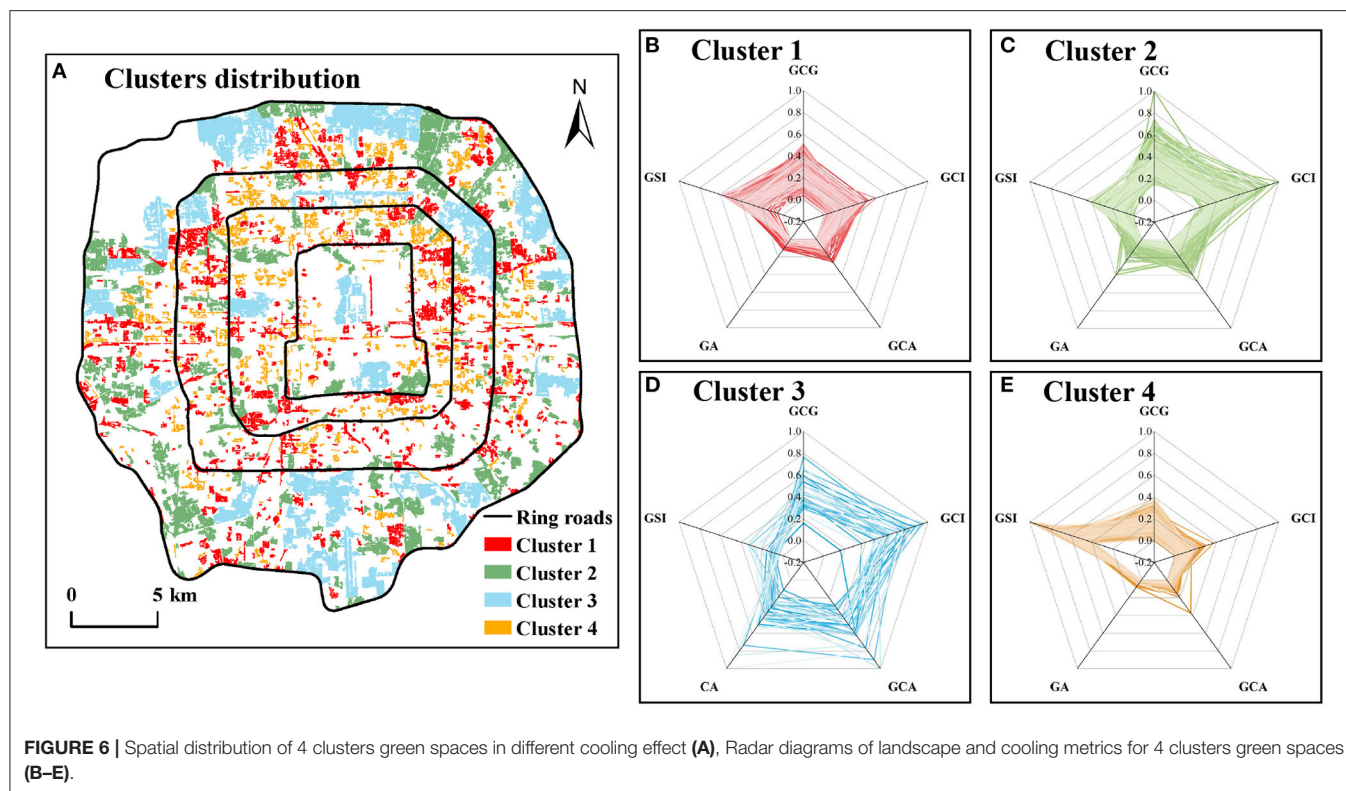 A
Clusters distribution
N
Ring roads
Cluster 1
Cluster 2
Cluster 3
Cluster 4
0 5 km
B
Cluster 1
GCG
1.0
0.8
0.6
0.4
0.2
0.0
-0.2
GSI
GCI
GA
GCA
C
Cluster 2
GCG
1.0
0.8
0.6
0.4
0.2
0.0
-0.2
GSI
GCI
GA
GCA
D
Cluster 3
GCG
1.0
0.8
0.6
0.4
0.2
0.0
-0.2
GSI
GCI
CA
GCA
E
Cluster 4
GCG
1.0
0.8
0.6
0.4
0.2
0.0
-0.2
GSI
GCI
GA
GCA
FIGURE 6 | Spatial distribution of 4 clusters green spaces in different cooling effect (A), Radar diagrams of landscape and cooling metrics for 4 clusters green spaces
(B–E).